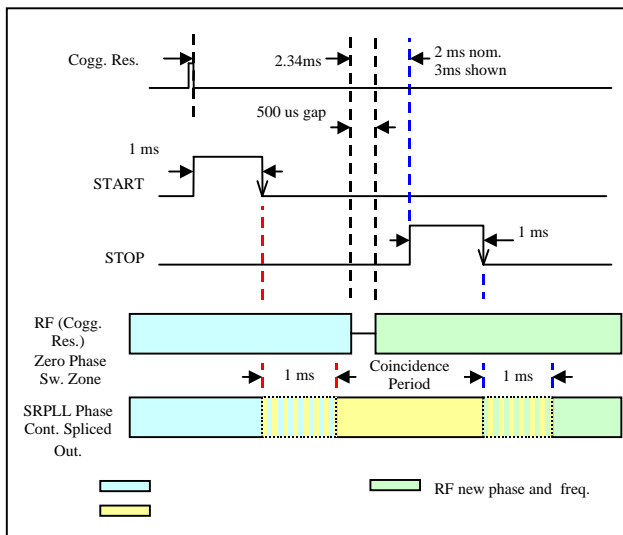 Cogg. Res.
2.34ms
2 ms nom.
3ms shown
500 us gap
1 ms
START
STOP
1 ms
RF (Cogg.
Res.)
Zero Phase
Sw. Zone
1 ms
Coincidence
Period
1 ms
SRPLL Phase
Cont. Spliced
Out.
RF new phase and freq.